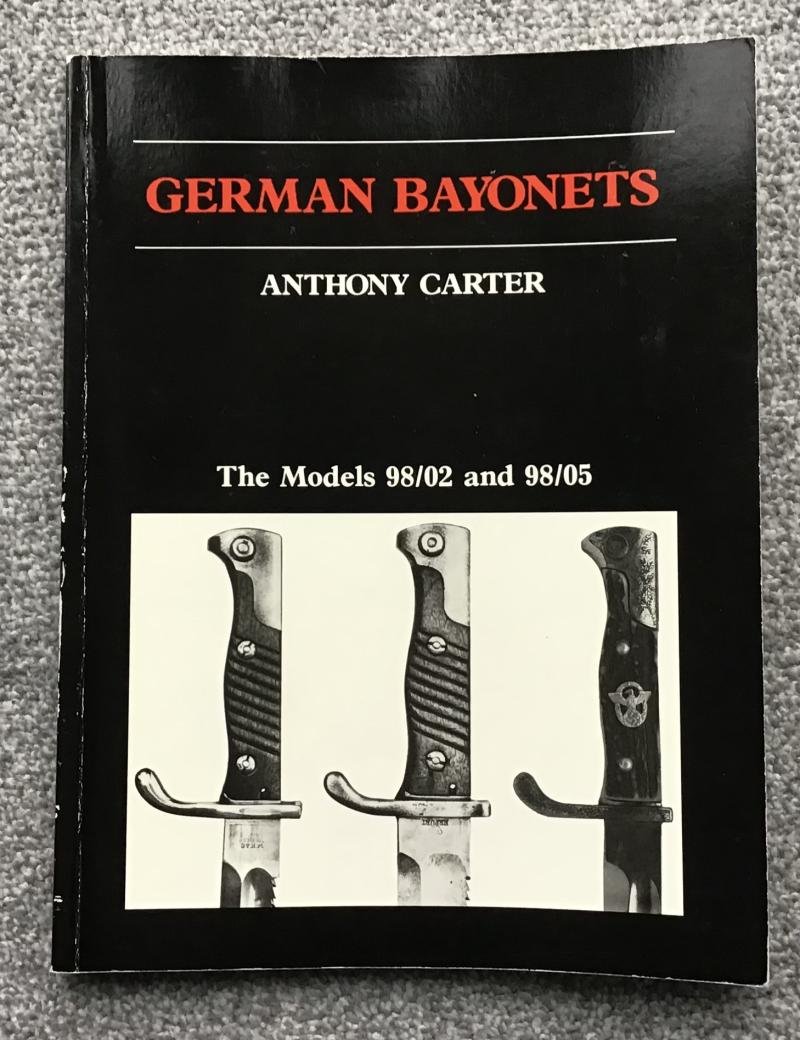 GERMAN BAYONETS
ANTHONY CARTER
The Models 98/02 and 98/05